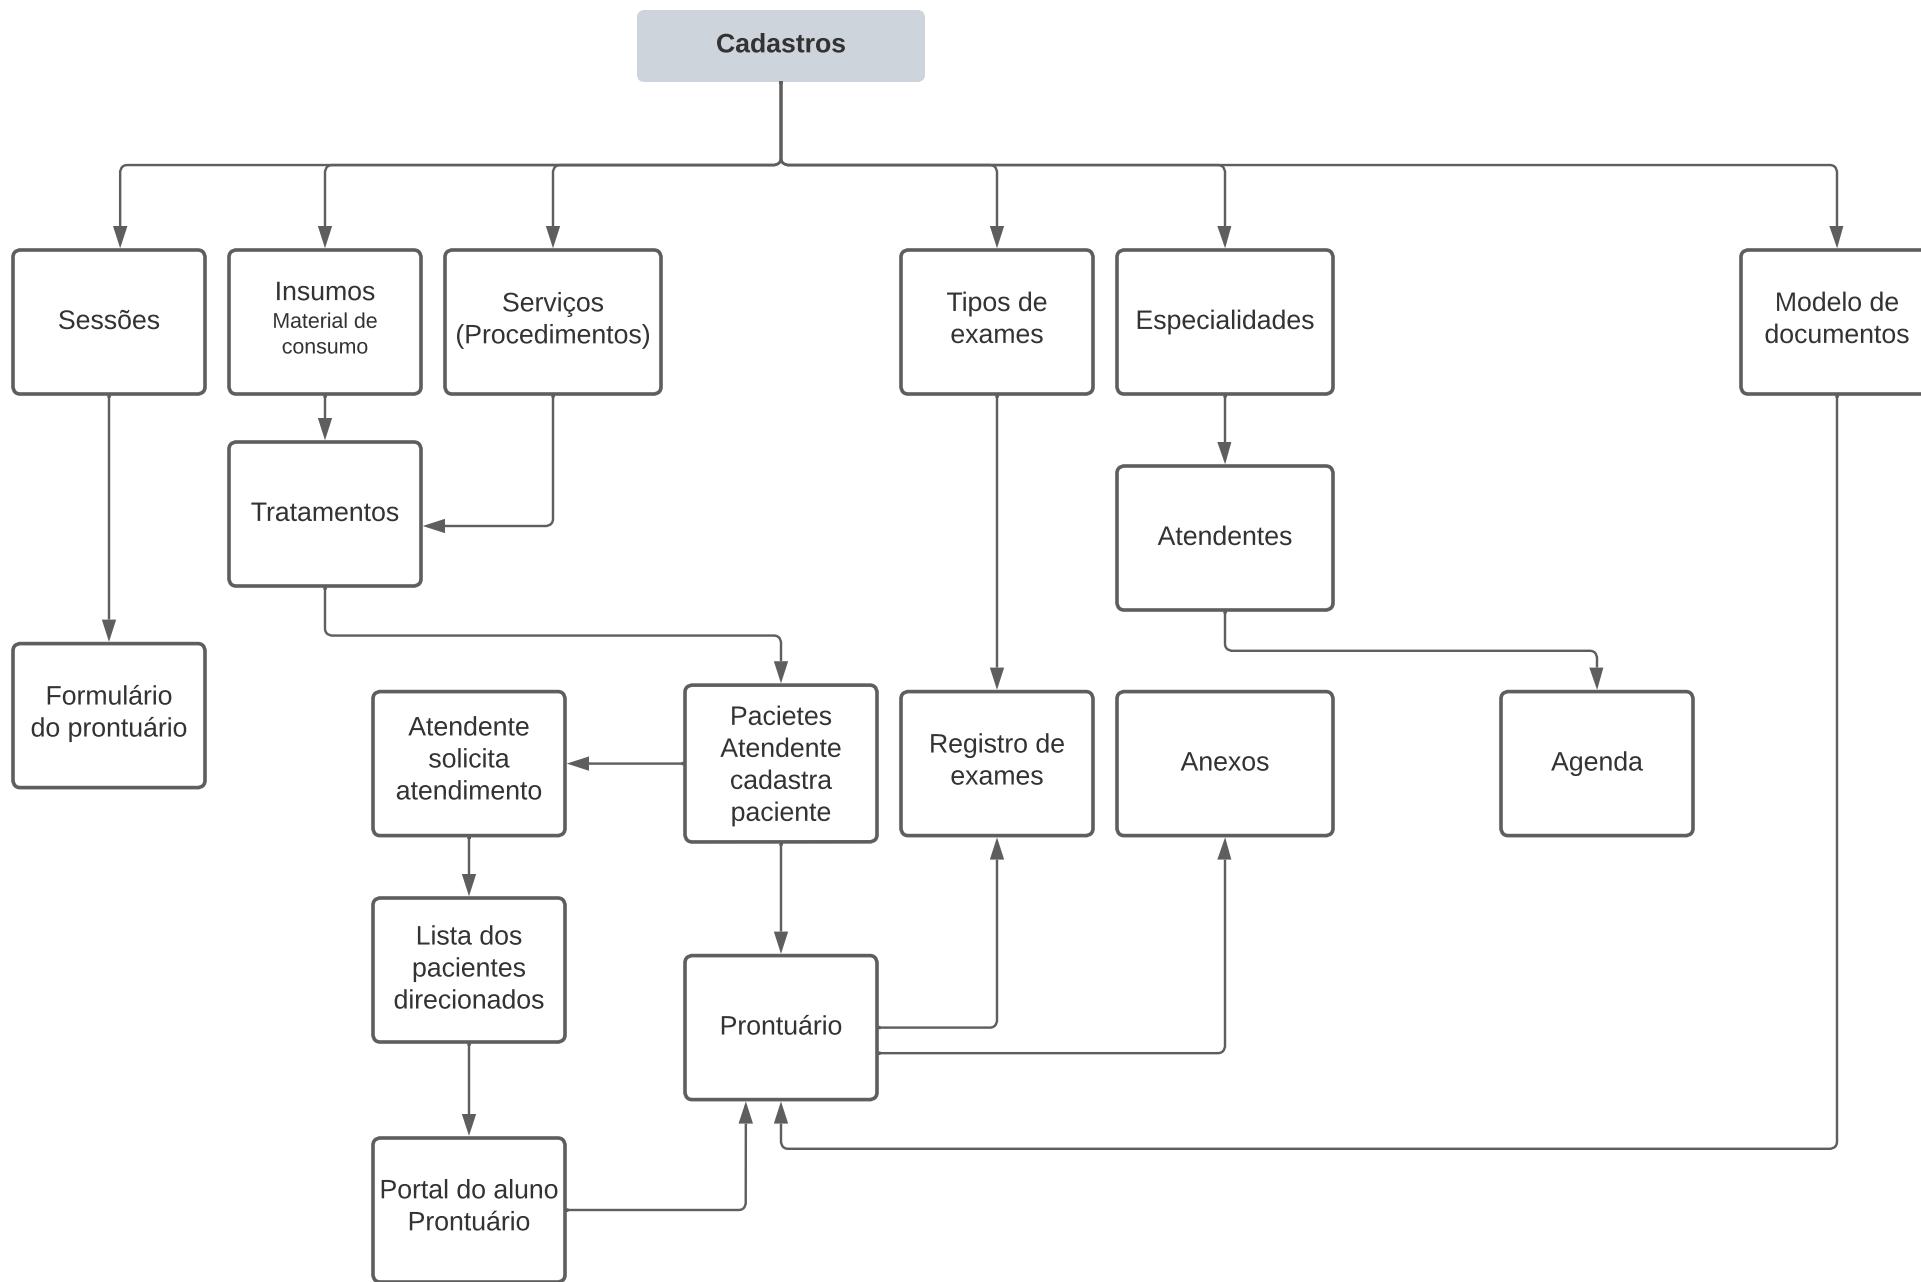 Cadastros
Sessões
Insumos
Material de
consumo
Serviços
(Procedimentos)
Tipos de
exames
Especialidades
Modelo de
documentos
Tratamentos
Atendentes
Formulário
do prontuário
Atendente
solicita
atendimento
Pacietes
Atendente
cadastra
paciente
Registro de
exames
Anexos
Agenda
Lista dos
pacientes
direcionados
Prontuário
Portal do aluno
Prontuário